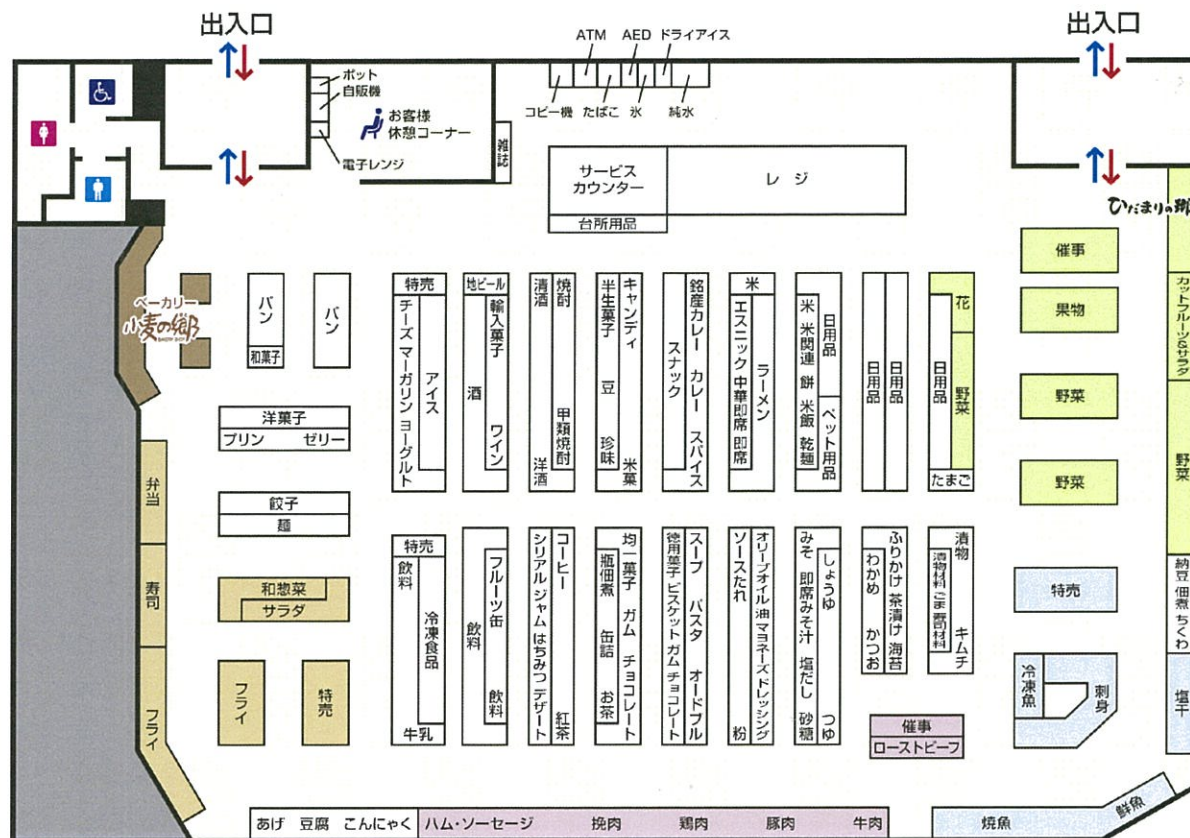 出入口
出入口
ATM
AED
ドライアイス
コピー機
たばこ
氷
純水
ポット
自販機
お客様
休憩コーナー
電子レンジ
雑誌
サービス
カウンター
レジ
台所用品
ひだまりの郷
ベーカリー
小麦の郷
パン
和菓子
パン
特売
チーズ マーガリン ヨーグルト
アイス
地ビール
輸入菓子
酒
ワイン
清酒
焼酎
甲類焼酎
洋酒
半生菓子
豆
珍味
キャンディ
米菓
銘産カレー カレー スパイス
スナック
米
エスニック 中華即席 即席
ラーメン
米 米関連 餅 米飯 乾麺
日用品
ペット用品
日用品
日用品
花
日用品
野菜
たまご
催事
果物
野菜
野菜
カットフルーツ&サラダ
野菜
洋菓子
プリン ゼリー
餃子
麺
弁当
寿司
フライ
和惣菜
サラダ
フライ
特売
特売
飲料
冷凍食品
牛乳
フルーツ缶
飲料
飲料
シリアル ジャム はちみつ デザート
コーヒー
紅茶
均一菓子 ガム チョコレート
瓶佃煮 缶詰 お茶
徳用菓子 ビスケット ガム チョコレート
スープ パスタ オードブル
ソース たれ
粉
オリーブオイル 油 マヨネーズ ドレッシング
みそ 即席みそ汁 塩 だし 砂糖
しょうゆ
つゆ
ふりかけ 茶漬け 海苔
わかめ かつお
漬物
漬物材料 ごま 寿司材料
キムチ
特売
納豆 佃煮 ちくわ
冷凍魚
刺身
塩干
催事
ローストビーフ
あげ 豆腐 こんにゃく
ハム・ソーセージ 挽肉 鶏肉 豚肉 牛肉
焼魚
鮮魚